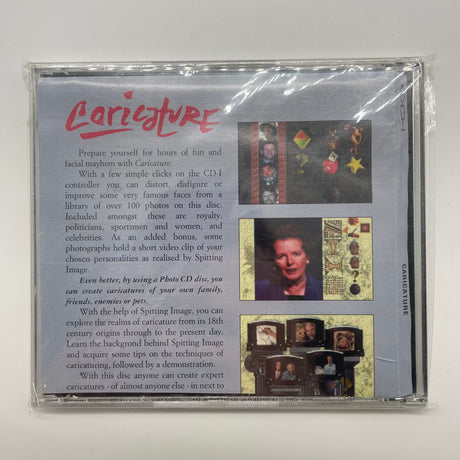 Caricature
Prepare yourself for hours of fun and
facial mayhem with Caricature.
With a few simple clicks on the CD-I
controller you can distort, disfigure or
improve some very famous faces from a
library of over 100 photos on this disc.
Included amongst these are royalty,
politicians, sportsmen and women, and
celebrities. As an added bonus, some
photographs hold a short video clip of your
chosen personalities as realised by Spitting
Image.
Even better, by using a Photo CD disc, you
can create caricatures of your own family,
friends, enemies or pets.
With the help of Spitting Image, you can
explore the realms of caricature from its 18th
century origins through to the present day.
Learn the backgrond behind Spitting Image
and acquire some tips on the techniques of
caricaturing, followed by a demonstration.
With this disc anyone can create expert
caricatures - of almost anyone else - in next to
CD-I
CARICATURE